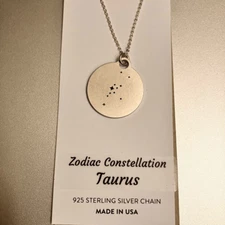 Zodiac Constellation
Taurus
925 STERLING SILVER CHAIN
MADE IN USA